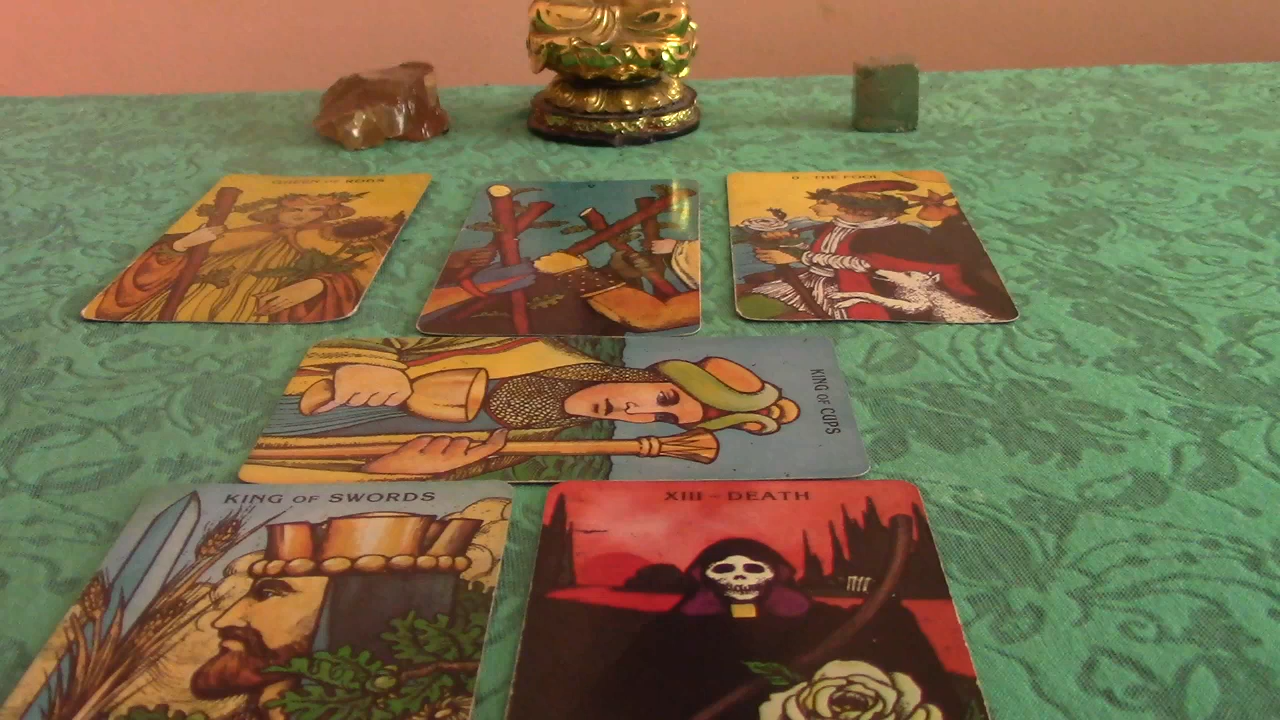 QUEEN OF RODS
V
0 - THE FOOL
KING OF CUPS
KING OF SWORDS
XIII - DEATH